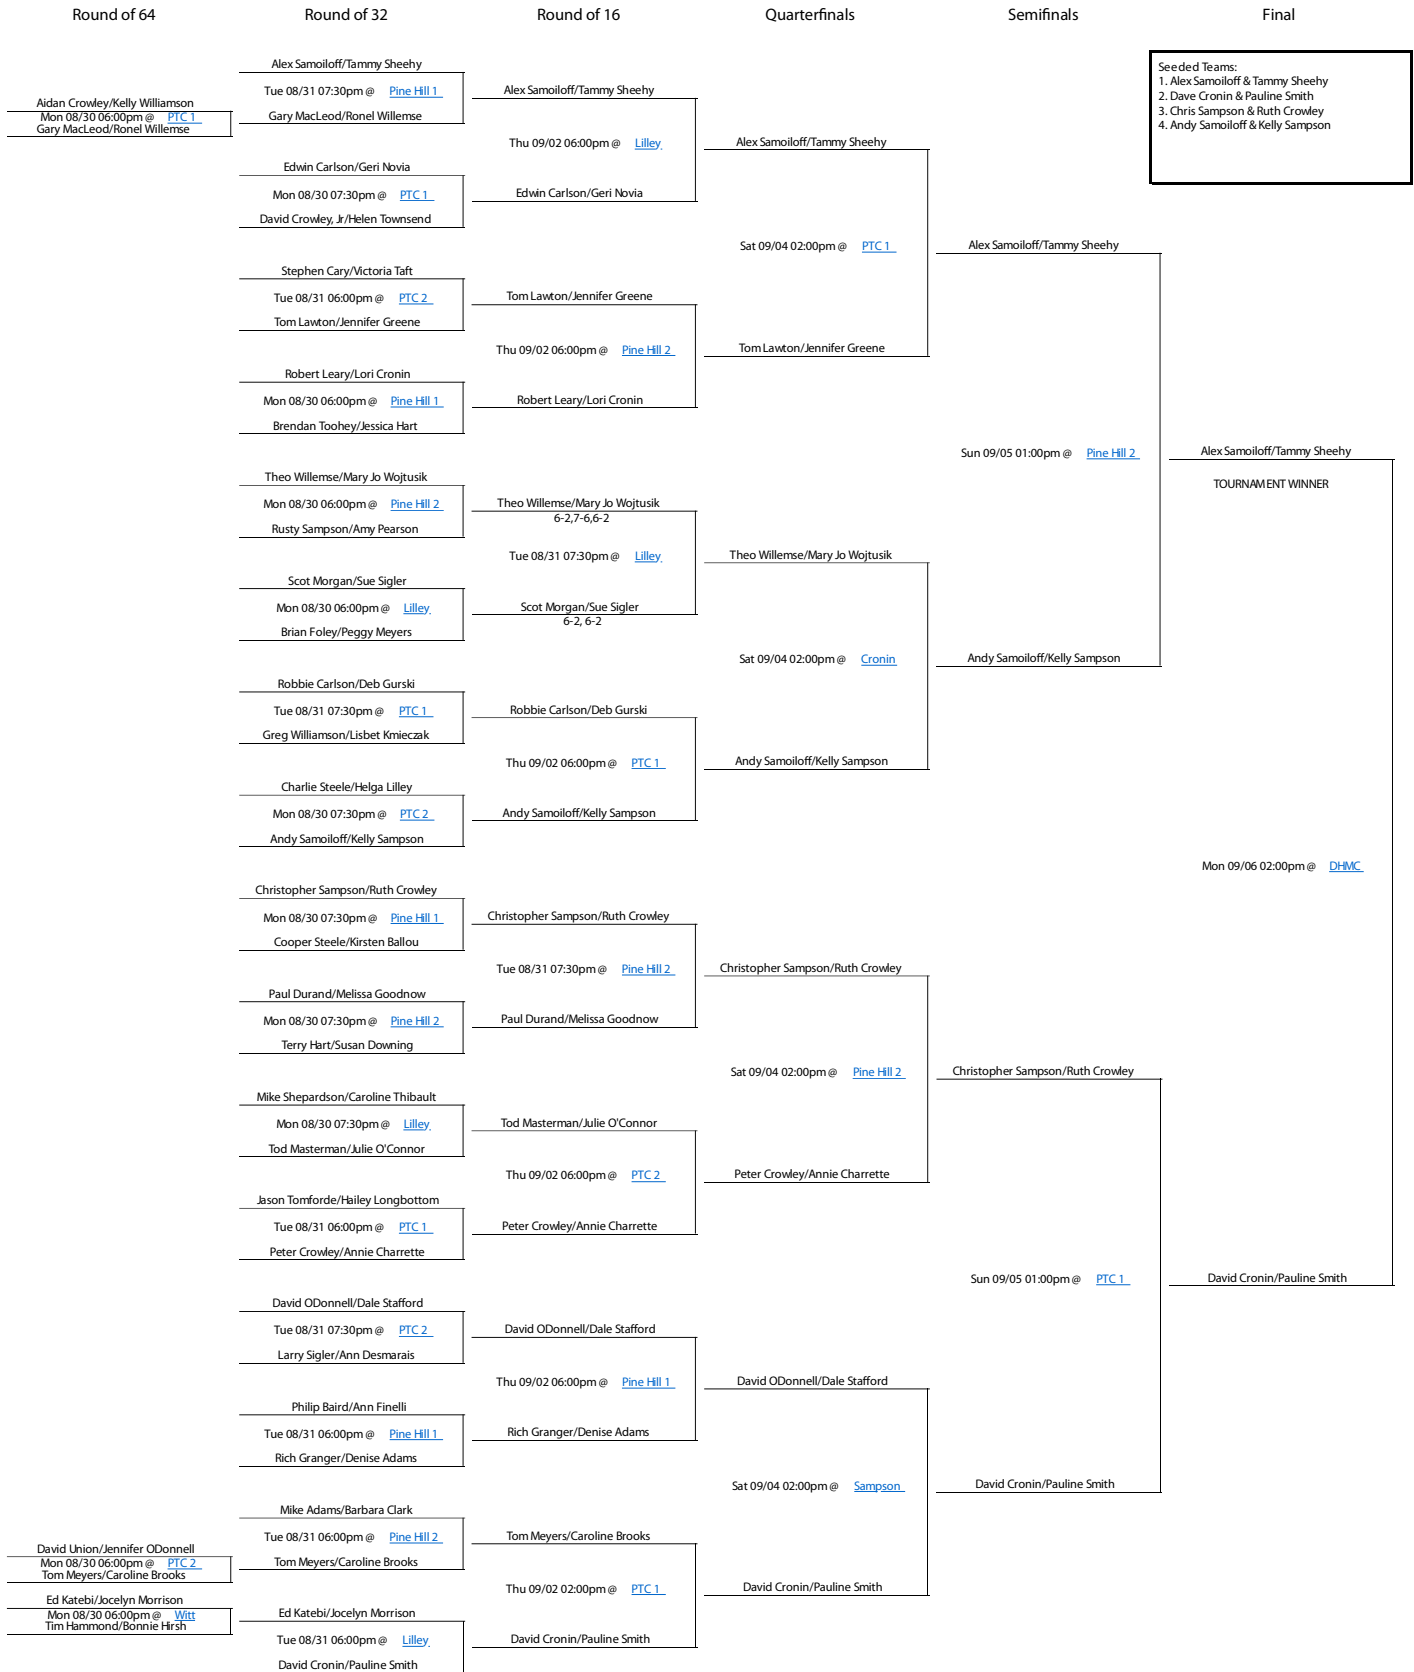 Round of 64
Round of 32
Round of 16
Quarterfinals
Semifinals
Final
Seeded Teams:
1. Alex Samoiloff & Tammy Sheehy
2. Dave Cronin & Pauline Smith
3. Chris Sampson & Ruth Crowley
4. Andy Samoiloff & Kelly Sampson
Aidan Crowley/Kelly Williamson
Mon 08/30 06:00pm @ PTC 1
Gary MacLeod/Ronel Willemse
David Union/Jennifer ODonnell
Mon 08/30 06:00pm @ PTC 2
Tom Meyers/Caroline Brooks
Ed Katebi/Jocelyn Morrison
Mon 08/30 06:00pm @ Witt
Tim Hammond/Bonnie Hirsh
Alex Samoiloff/Tammy Sheehy
Tue 08/31 07:30pm @ Pine Hill 1
Gary MacLeod/Ronel Willemse
Edwin Carlson/Geri Novia
Mon 08/30 07:30pm @ PTC 1
David Crowley, Jr/Helen Townsend
Stephen Cary/Victoria Taft
Tue 08/31 06:00pm @ PTC 2
Tom Lawton/Jennifer Greene
Robert Leary/Lori Cronin
Mon 08/30 06:00pm @ Pine Hill 1
Brendan Toohey/Jessica Hart
Theo Willemse/Mary Jo Wojtusik
Mon 08/30 06:00pm @ Pine Hill 2
Rusty Sampson/Amy Pearson
Scot Morgan/Sue Sigler
Mon 08/30 06:00pm @ Lilley
Brian Foley/Peggy Meyers
Robbie Carlson/Deb Gurski
Tue 08/31 07:30pm @ PTC 1
Greg Williamson/Lisbet Kmieczak
Charlie Steele/Helga Lilley
Mon 08/30 07:30pm @ PTC 2
Andy Samoiloff/Kelly Sampson
Christopher Sampson/Ruth Crowley
Mon 08/30 07:30pm @ Pine Hill 1
Cooper Steele/Kirsten Ballou
Paul Durand/Melissa Goodnow
Mon 08/30 07:30pm @ Pine Hill 2
Terry Hart/Susan Downing
Mike Shepardson/Caroline Thibault
Mon 08/30 07:30pm @ Lilley
Tod Masterman/Julie O'Connor
Jason Tomforde/Hailey Longbottom
Tue 08/31 06:00pm @ PTC 1
Peter Crowley/Annie Charrette
David ODonnell/Dale Stafford
Tue 08/31 07:30pm @ PTC 2
Larry Sigler/Ann Desmarais
Philip Baird/Ann Finelli
Tue 08/31 06:00pm @ Pine Hill 1
Rich Granger/Denise Adams
Mike Adams/Barbara Clark
Tue 08/31 06:00pm @ Pine Hill 2
Tom Meyers/Caroline Brooks
Ed Katebi/Jocelyn Morrison
Tue 08/31 06:00pm @ Lilley
David Cronin/Pauline Smith
Alex Samoiloff/Tammy Sheehy
Thu 09/02 06:00pm @ Lilley
Edwin Carlson/Geri Novia
Tom Lawton/Jennifer Greene
Thu 09/02 06:00pm @ Pine Hill 2
Robert Leary/Lori Cronin
Theo Willemse/Mary Jo Wojtusik
6-2,7-6,6-2
Tue 08/31 07:30pm @ Lilley
Scot Morgan/Sue Sigler
6-2, 6-2
Robbie Carlson/Deb Gurski
Thu 09/02 06:00pm @ PTC 1
Andy Samoiloff/Kelly Sampson
Christopher Sampson/Ruth Crowley
Tue 08/31 07:30pm @ Pine Hill 2
Paul Durand/Melissa Goodnow
Tod Masterman/Julie O'Connor
Thu 09/02 06:00pm @ PTC 2
Peter Crowley/Annie Charrette
David ODonnell/Dale Stafford
Thu 09/02 06:00pm @ Pine Hill 1
Rich Granger/Denise Adams
Tom Meyers/Caroline Brooks
Thu 09/02 02:00pm @ PTC 1
David Cronin/Pauline Smith
Alex Samoiloff/Tammy Sheehy
Sat 09/04 02:00pm @ PTC 1
Tom Lawton/Jennifer Greene
Theo Willemse/Mary Jo Wojtusik
Sat 09/04 02:00pm @ Cronin
Andy Samoiloff/Kelly Sampson
Christopher Sampson/Ruth Crowley
Sat 09/04 02:00pm @ Pine Hill 2
Peter Crowley/Annie Charrette
David ODonnell/Dale Stafford
Sat 09/04 02:00pm @ Sampson
David Cronin/Pauline Smith
Alex Samoiloff/Tammy Sheehy
Sun 09/05 01:00pm @ Pine Hill 2
Andy Samoiloff/Kelly Sampson
Christopher Sampson/Ruth Crowley
Sun 09/05 01:00pm @ PTC 1
David Cronin/Pauline Smith
Alex Samoiloff/Tammy Sheehy
TOURNAMENT WINNER
Mon 09/06 02:00pm @ DHMC
David Cronin/Pauline Smith